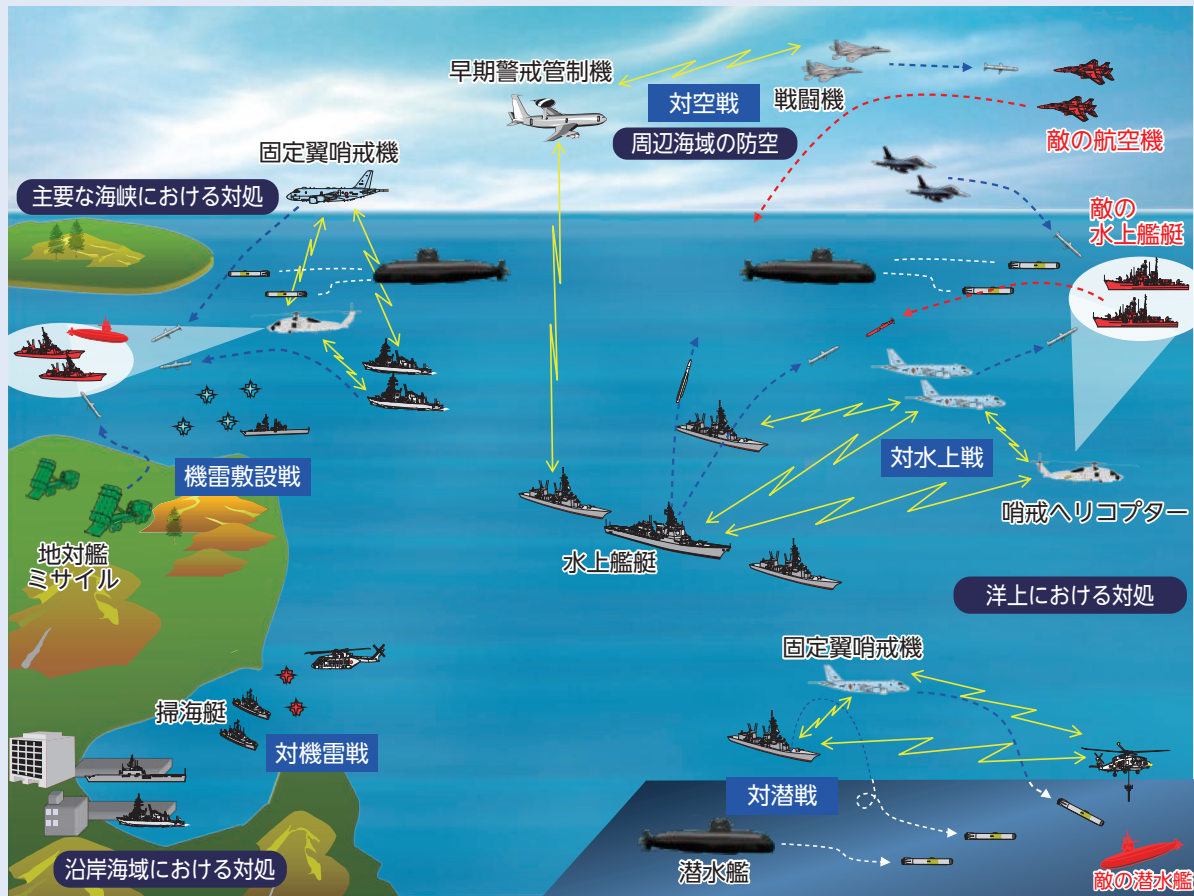 早期警戒管制機
対空戦
戦闘機
周辺海域の防空
敵の航空機
固定翼哨戒機
主要な海峡における対処
敵の
水上艦艇
機雷敷設戦
対水上戦
哨戒ヘリコプター
地対艦
ミサイル
水上艦艇
洋上における対処
固定翼哨戒機
掃海艇
対機雷戦
対潜戦
潜水艦
沿岸海域における対処
敵の潜水艦